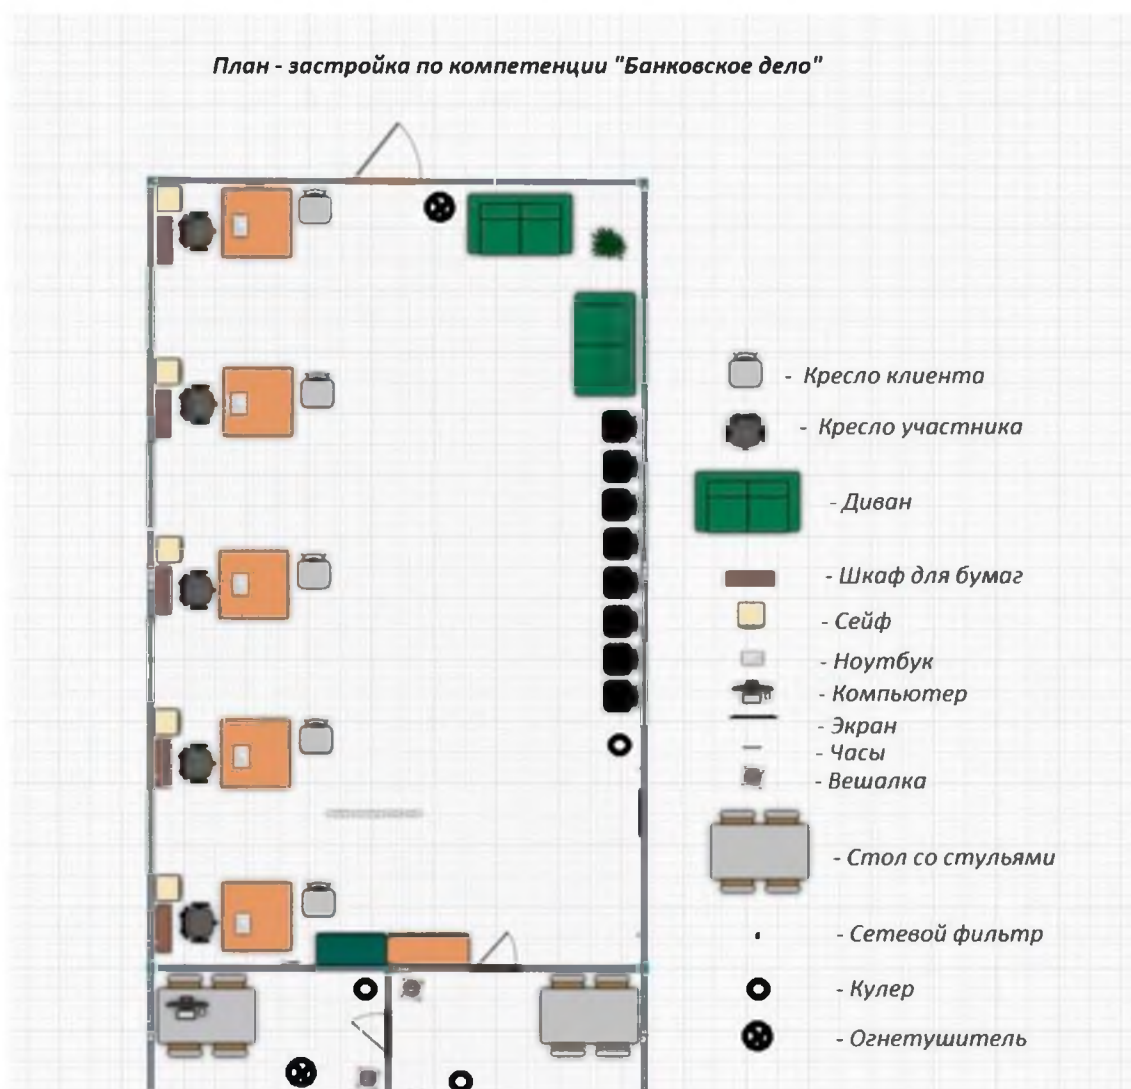 План - застройка по компетенции "Банковское дело"
- Кресло клиента
- Кресло участника
- Диван
- Шкаф для бумаг
- Сейф
- Ноутбук
- Компьютер
- Экран
- Часы
- Вешалка
- Стол со стульями
- Сетевой фильтр
- Кулер
- Огнетушитель